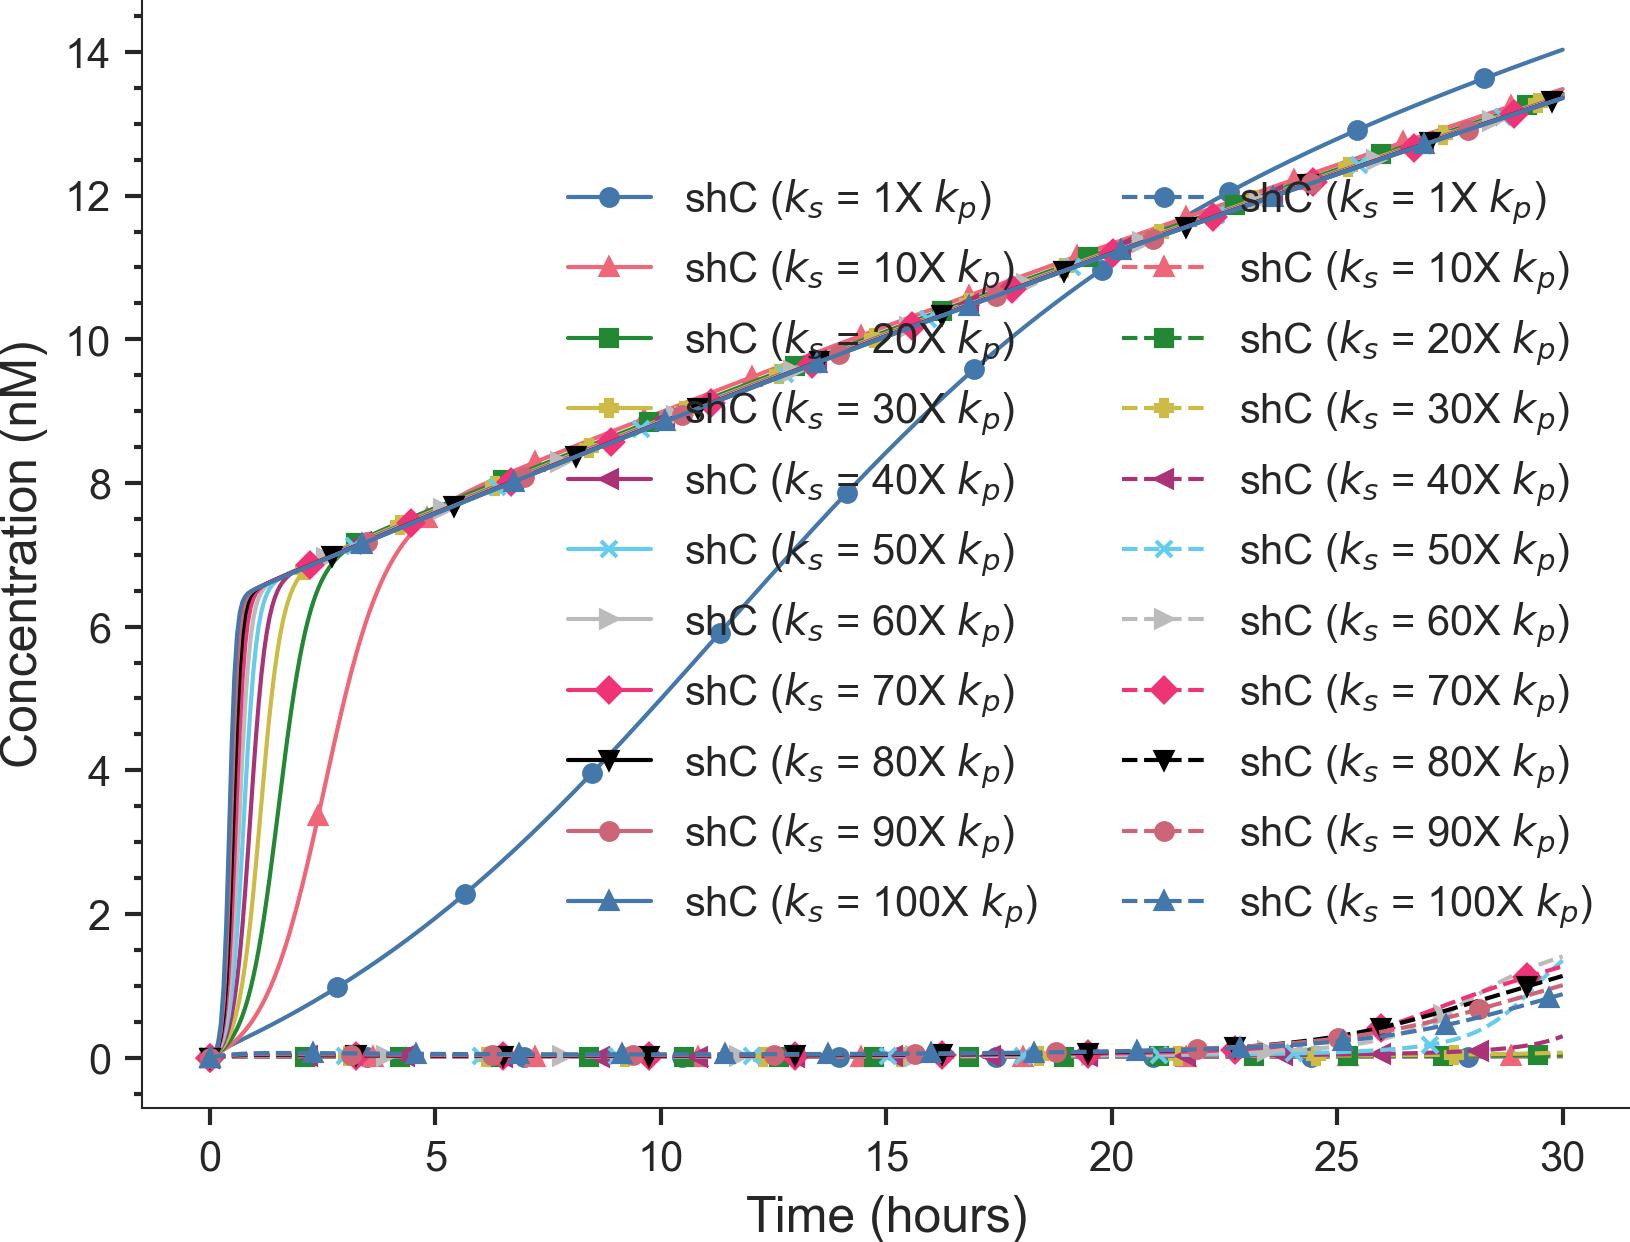 14
12
10
8
6
4
2
0
Concentration (nM)
shC (kₛ = 1X kₚ)
shC (kₛ = 10X kₚ)
shC (kₛ = 20X kₚ)
shC (kₛ = 30X kₚ)
shC (kₛ = 40X kₚ)
shC (kₛ = 50X kₚ)
shC (kₛ = 60X kₚ)
shC (kₛ = 70X kₚ)
shC (kₛ = 80X kₚ)
shC (kₛ = 90X kₚ)
shC (kₛ = 100X kₚ)
shC (kₛ = 1X kₚ)
shC (kₛ = 10X kₚ)
shC (kₛ = 20X kₚ)
shC (kₛ = 30X kₚ)
shC (kₛ = 40X kₚ)
shC (kₛ = 50X kₚ)
shC (kₛ = 60X kₚ)
shC (kₛ = 70X kₚ)
shC (kₛ = 80X kₚ)
shC (kₛ = 90X kₚ)
shC (kₛ = 100X kₚ)
0 5 10 15 20 25 30
Time (hours)